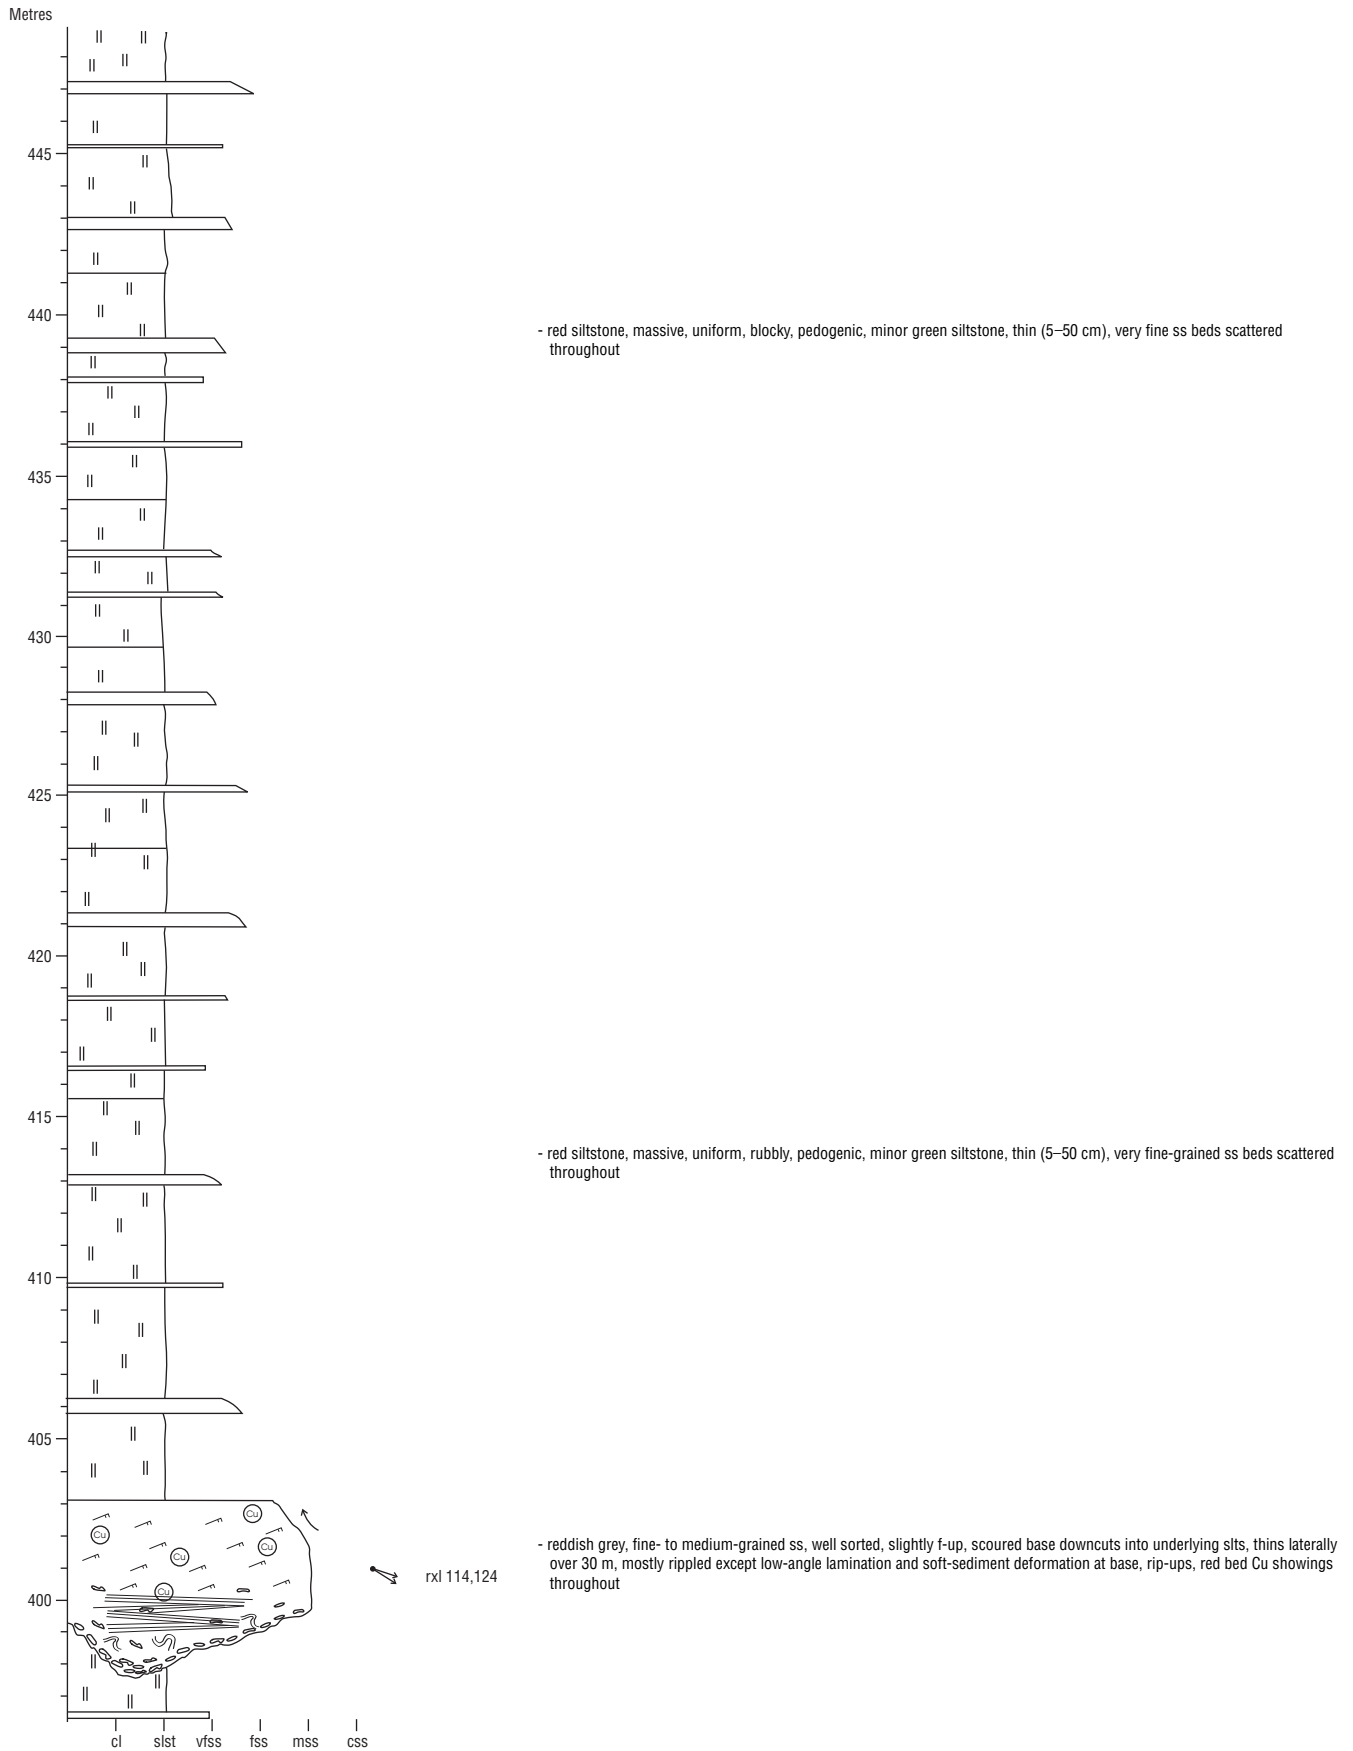 Metres
445
440
- red siltstone, massive, uniform, blocky, pedogenic, minor green siltstone, thin (5–50 cm), very fine ss beds scattered
throughout
435
430
425
420
415
- red siltstone, massive, uniform, rubbly, pedogenic, minor green siltstone, thin (5–50 cm), very fine-grained ss beds scattered
throughout
410
405
Cu
Cu
Cu
Cu
Cu
- reddish grey, fine- to medium-grained ss, well sorted, slightly f-up, scoured base downcuts into underlying slts, thins laterally
over 30 m, mostly rippled except low-angle lamination and soft-sediment deformation at base, rip-ups, red bed Cu showings
throughout
rxl 114,124
400
cl slst vfss fss mss css